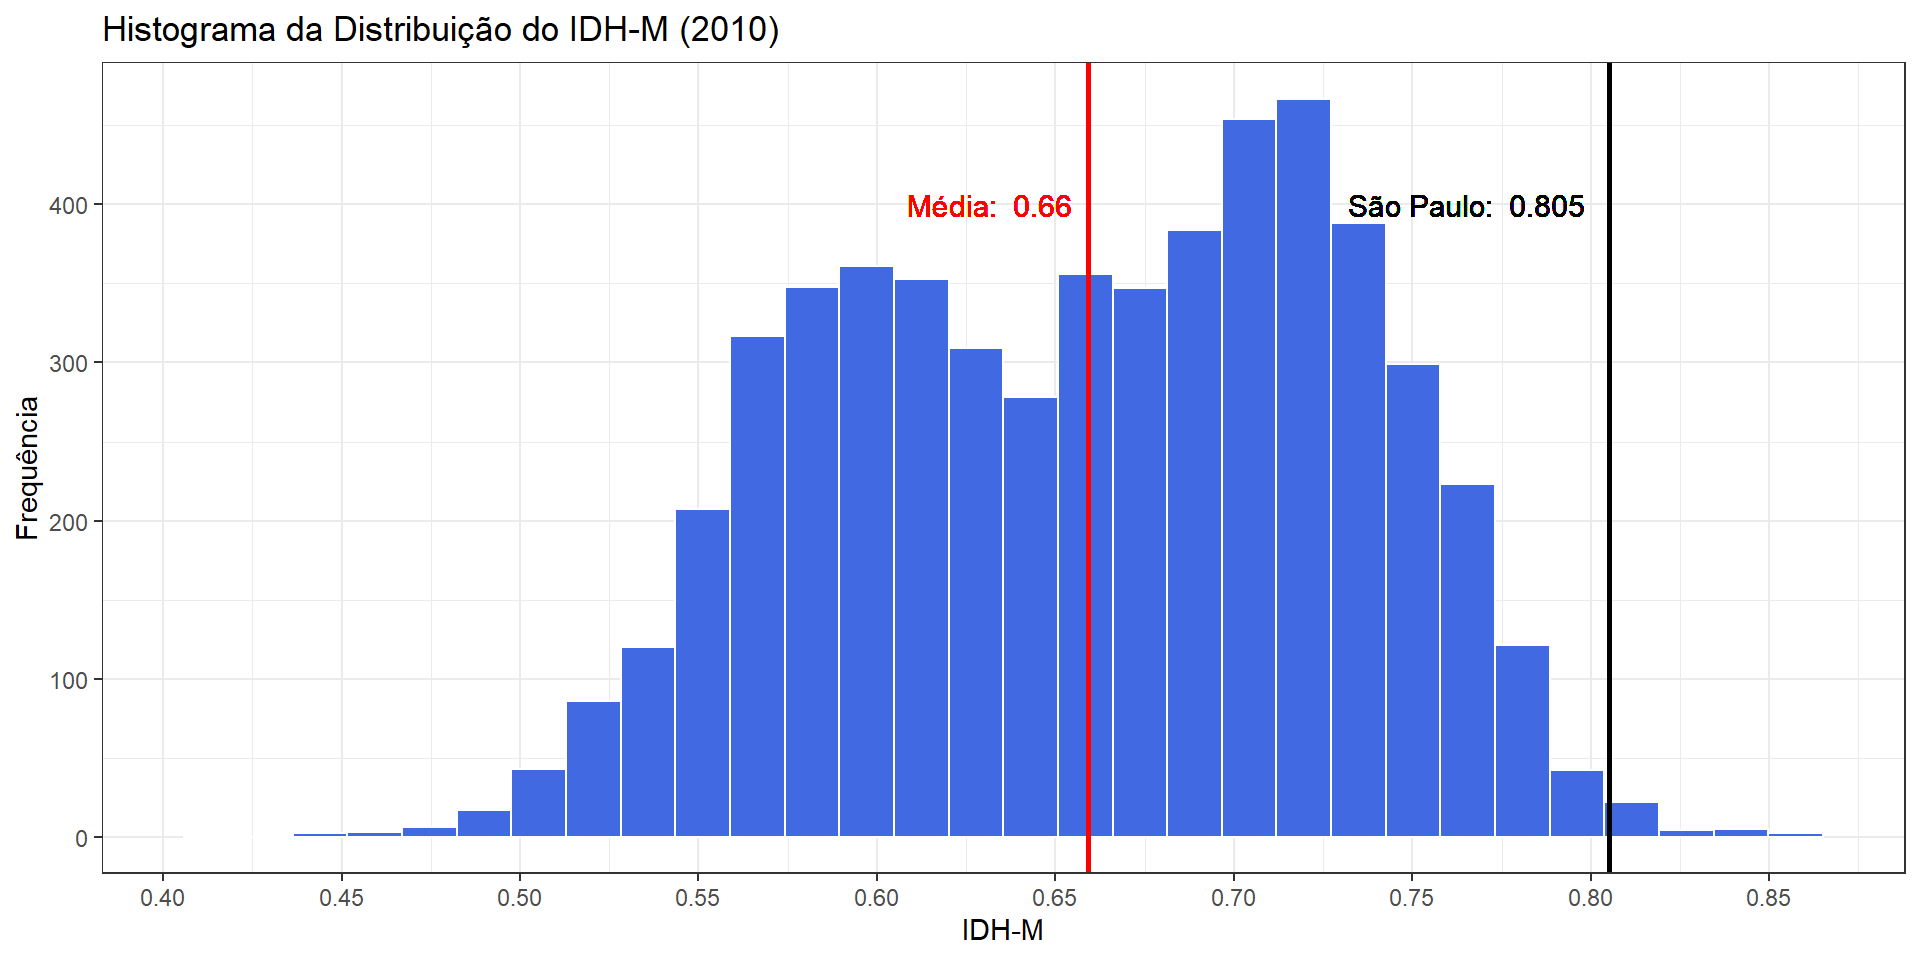 Histograma da Distribuição do IDH-M (2010)
Frequência
400
300
200
100
0
Média:  0.66
São Paulo:  0.805
0.40 0.45 0.50 0.55 0.60 0.65 0.70 0.75 0.80 0.85
IDH-M